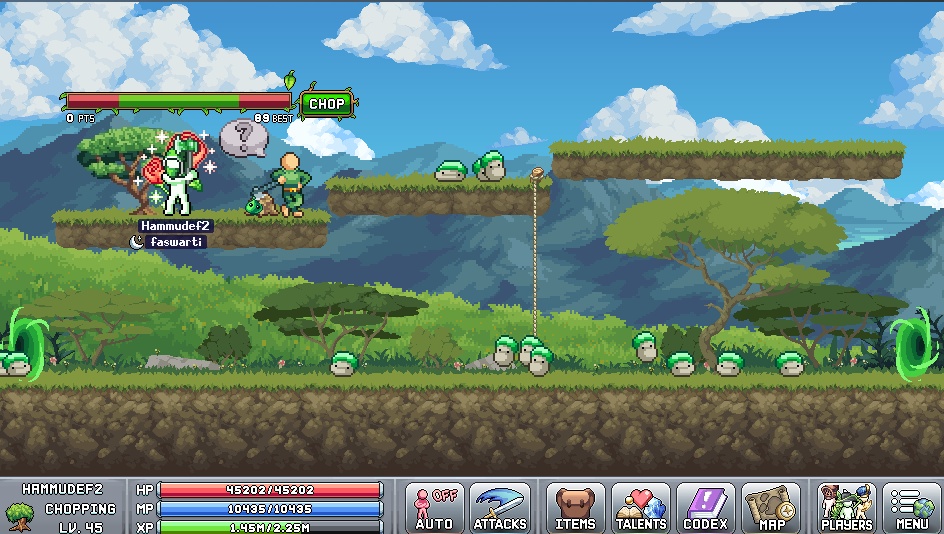 CHOP
0 PTS
89 BEST
?
Hammudef2
faswarti
HAMMUDEF2
CHOPPING
LV. 45
HP 45202/45202
MP 10435/10435
XP 1.45M/2.25M
OFF
AUTO
ATTACKS
ITEMS
TALENTS
CODEX
MAP
PLAYERS
MENU